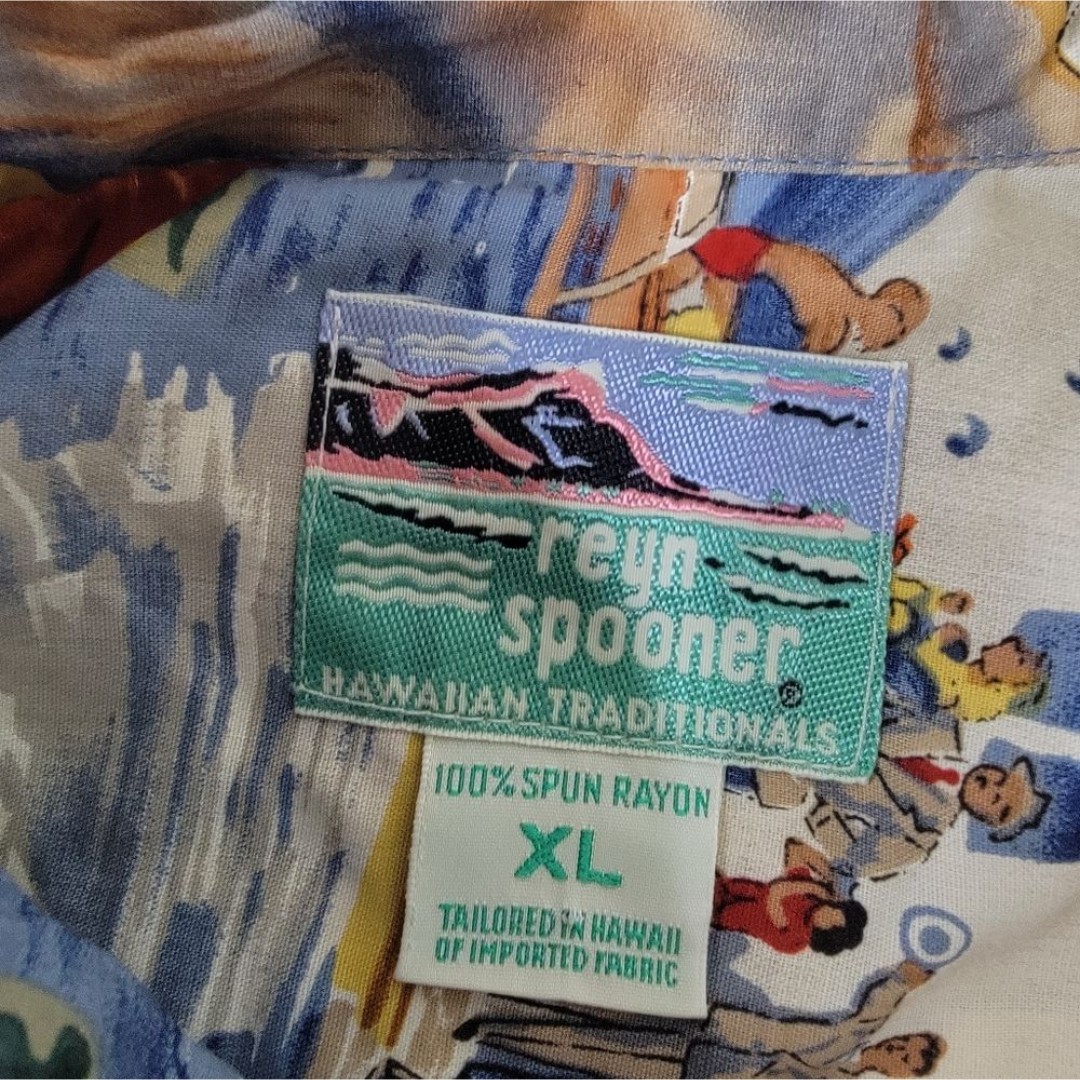 reyn
spooner®
HAWAIIAN TRADITIONALS
100% SPUN RAYON
XL
TAILORED IN HAWAII
OF IMPORTED FABRIC